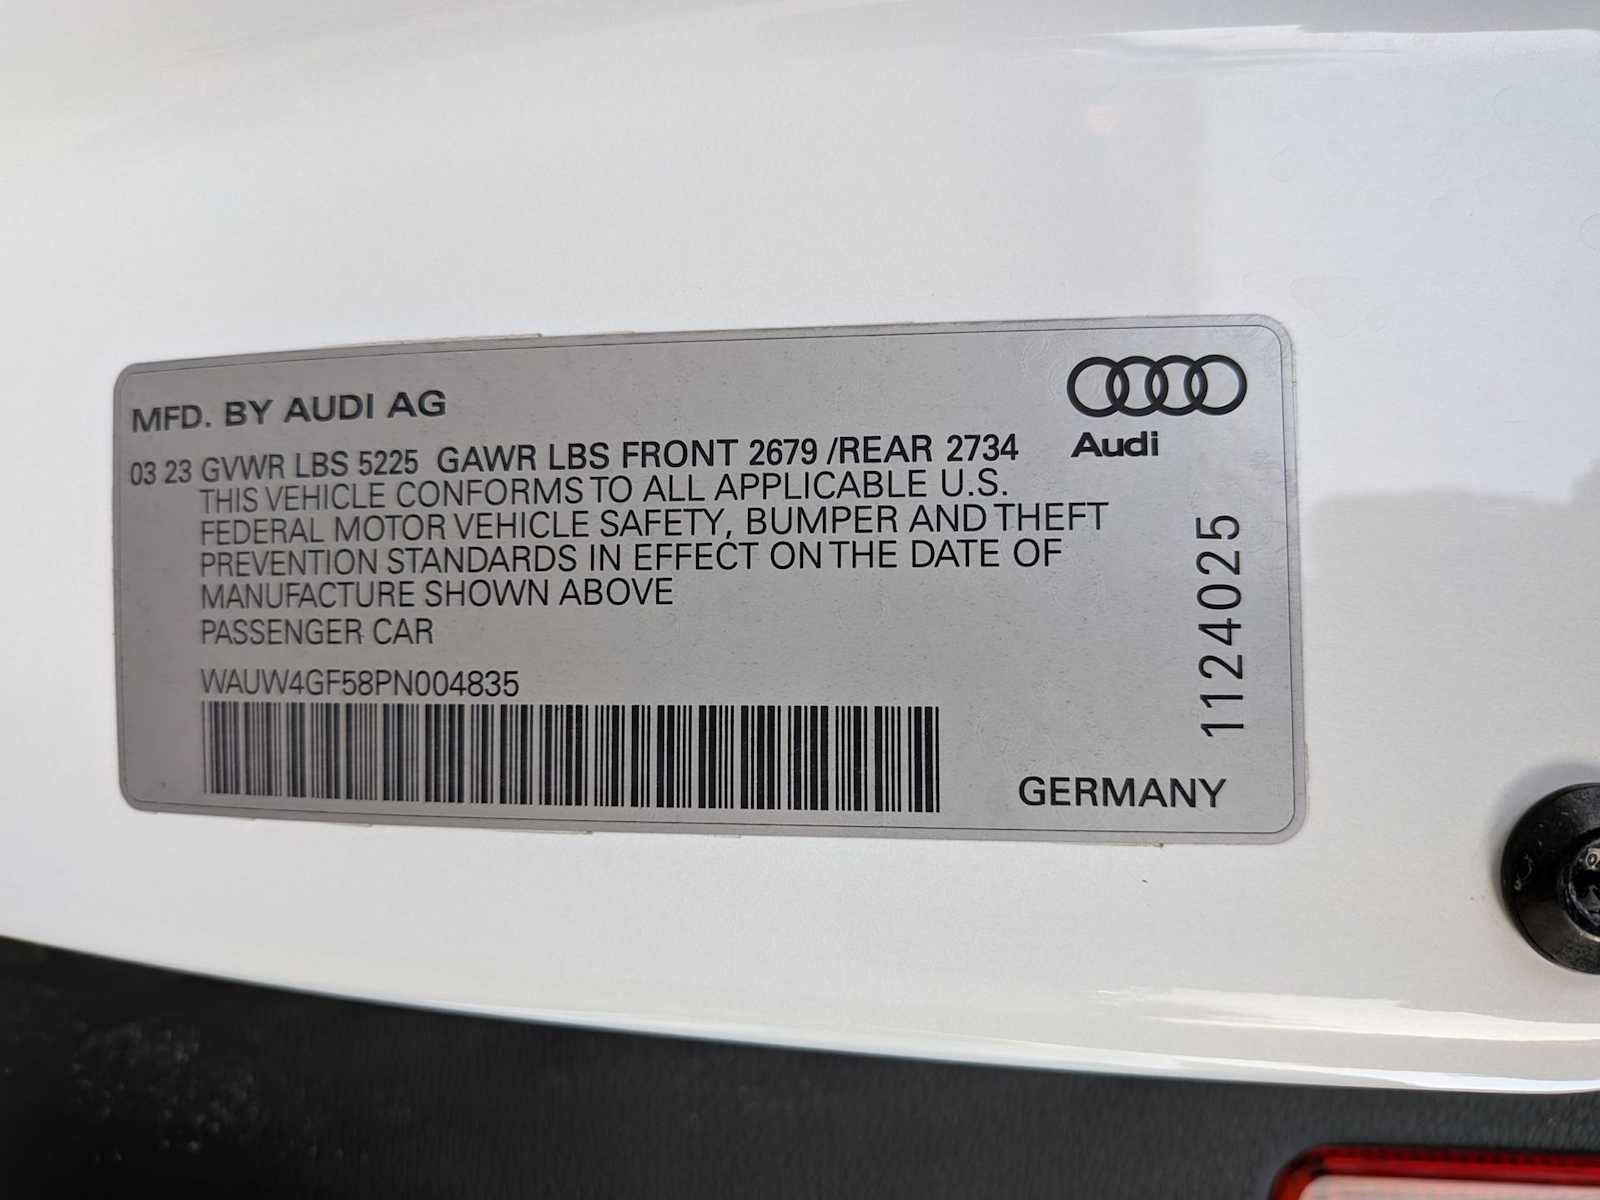 MFD. BY AUDI AG
Audi
03 23 GVWR LBS 5225 GAWR LBS FRONT 2679 /REAR 2734
THIS VEHICLE CONFORMS TO ALL APPLICABLE U.S.
FEDERAL MOTOR VEHICLE SAFETY, BUMPER AND THEFT
PREVENTION STANDARDS IN EFFECT ON THE DATE OF
MANUFACTURE SHOWN ABOVE
PASSENGER CAR
WAUW4GF58PN004835
1124025
GERMANY